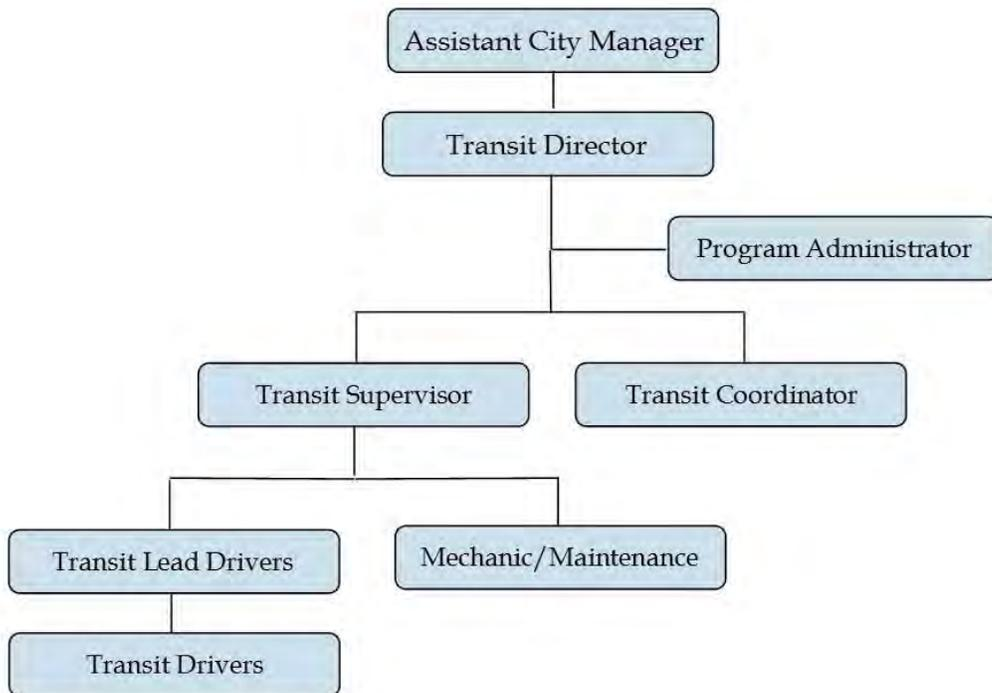 Assistant City Manager
Transit Director
Program Administrator
Transit Supervisor
Transit Coordinator
Transit Lead Drivers
Mechanic/Maintenance
Transit Drivers